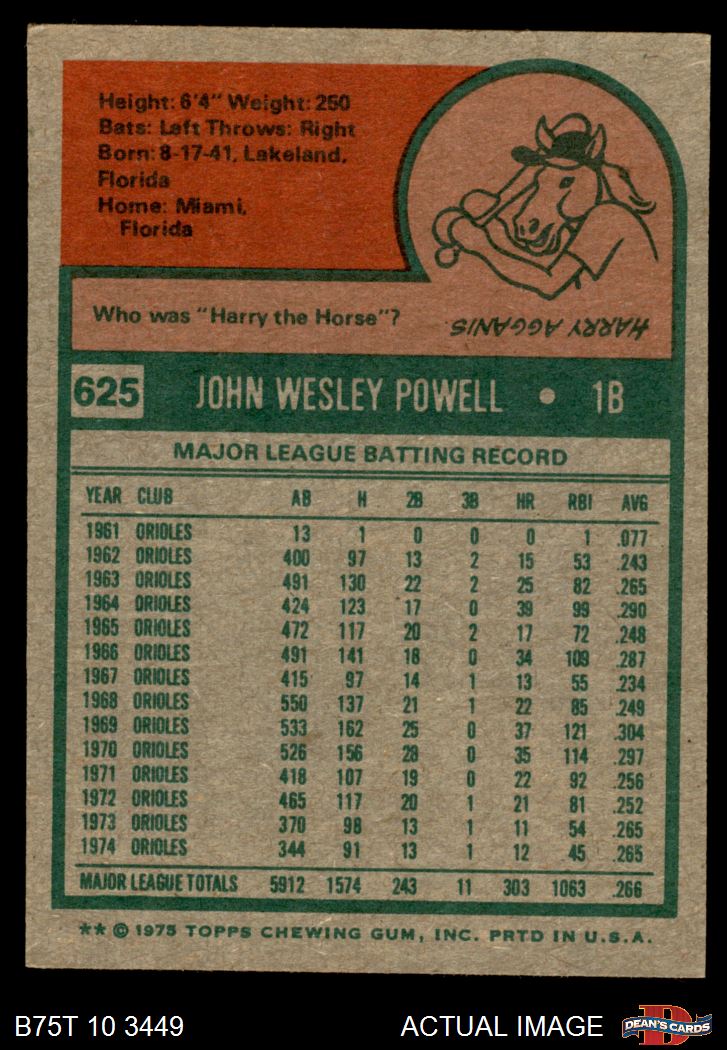 Height: 6'4" Weight: 250
Bats: Left Throws: Right
Born: 8-17-41, Lakeland,
Florida
Home: Miami,
Florida
Who was "Harry the Horse"?
HARRY AGGANIS
625 JOHN WESLEY POWELL • 1B
MAJOR LEAGUE BATTING RECORD
YEAR CLUB AB H 2B 3B HR RBI AVG
1961 ORIOLES 13 1 0 0 0 1 .077
1962 ORIOLES 400 97 13 2 15 53 .243
1963 ORIOLES 491 130 22 2 25 82 .265
1964 ORIOLES 424 123 17 0 39 99 .290
1965 ORIOLES 472 117 20 2 17 72 .248
1966 ORIOLES 491 141 18 0 34 109 .287
1967 ORIOLES 415 97 14 1 13 55 .234
1968 ORIOLES 550 137 21 1 22 85 .249
1969 ORIOLES 533 162 25 0 37 121 .304
1970 ORIOLES 526 156 28 0 35 114 .297
1971 ORIOLES 418 107 19 0 22 92 .256
1972 ORIOLES 465 117 20 1 21 81 .252
1973 ORIOLES 370 98 13 1 11 54 .265
1974 ORIOLES 344 91 13 1 12 45 .265
MAJOR LEAGUE TOTALS 5912 1574 243 11 303 1063 .266
** © 1975 TOPPS CHEWING GUM, INC. PRTD IN U.S.A.
B75T 10 3449 ACTUAL IMAGE D DEAN'S CARDS